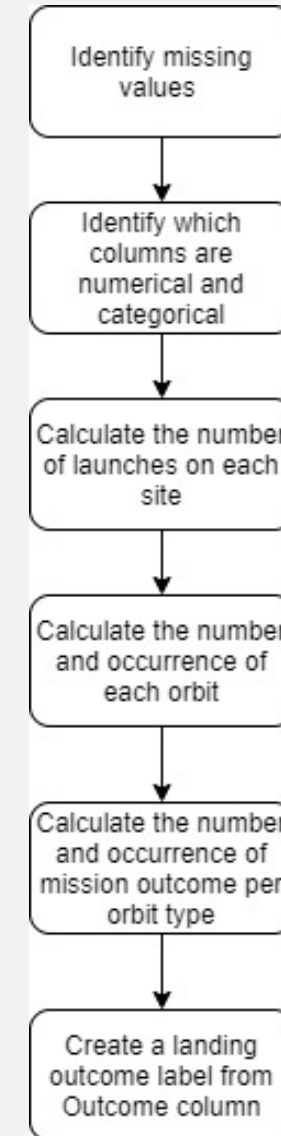 Identify missing
values
Identify which
columns are
numerical and
categorical
Calculate the number
of launches on each
site
Calculate the number
and occurrence of
each orbit
Calculate the number
and occurrence of
mission outcome per
orbit type
Create a landing
outcome label from
Outcome column